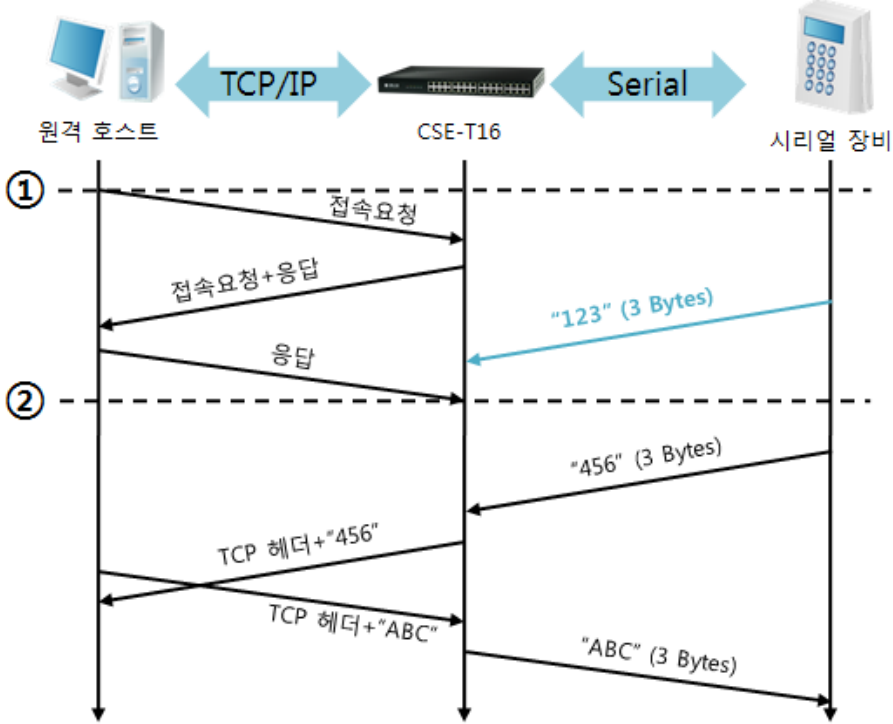 TCP/IP
Serial
원격 호스트
CSE-T16
시리얼 장비
①
접속요청
접속요청+응답
"123" (3 Bytes)
응답
②
"456" (3 Bytes)
TCP 헤더+"456"
TCP 헤더+"ABC"
"ABC" (3 Bytes)